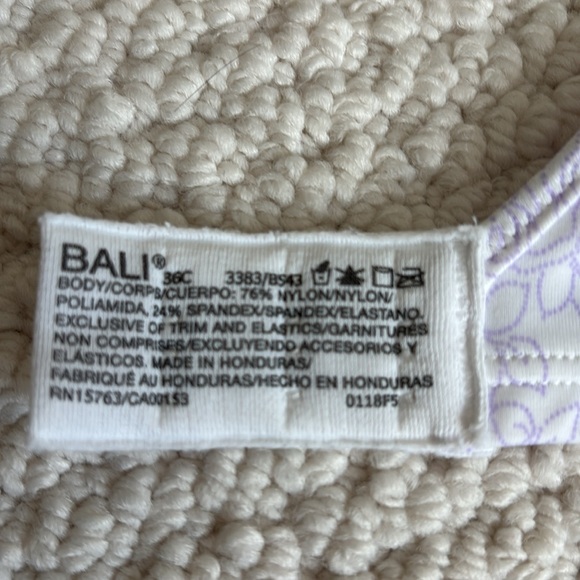 BALI®
36C 3383/BS43
BODY/CORPS/CUERPO: 76% NYLON/NYLON/
POLIAMIDA, 24% SPANDEX/SPANDEX/ELASTANO.
EXCLUSIVE OF TRIM AND ELASTICS/GARNITURES
NON COMPRISES/EXCLUYENDO ACCESORIOS Y
ELÁSTICOS. MADE IN HONDURAS/
FABRIQUÉ AU HONDURAS/HECHO EN HONDURAS
RN15763/CA00153 0118F5